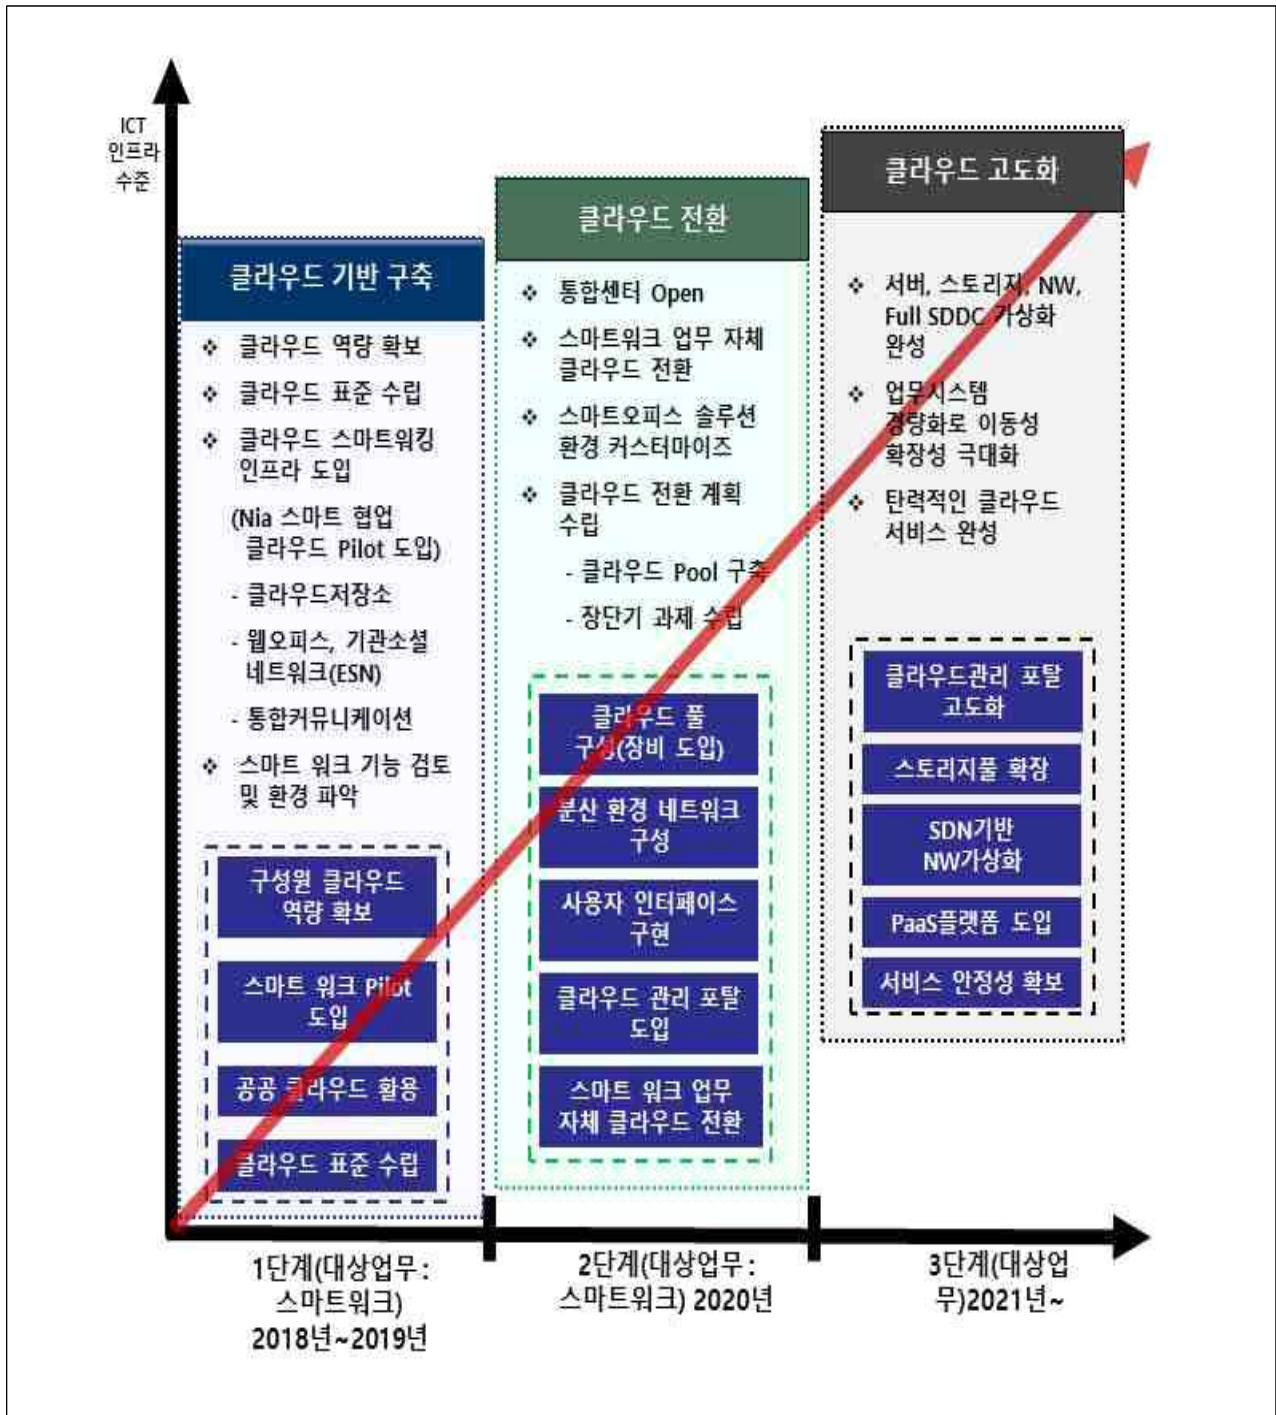 ICT
인프라
수준
클라우드 기반 구축
❖ 클라우드 역량 확보
❖ 클라우드 표준 수립
❖ 클라우드 스마트워킹
인프라 도입
(Nia 스마트 협업
클라우드 Pilot 도입)
- 클라우드저장소
- 웹오피스, 기관소셜
네트워크(ESN)
- 통합커뮤니케이션
❖ 스마트 워크 기능 검토
및 환경 파악
구성원 클라우드
역량 확보
스마트 워크 Pilot
도입
공공 클라우드 활용
클라우드 표준 수립
1단계(대상업무:
스마트워크)
2018년~2019년
클라우드 전환
❖ 통합센터 Open
❖ 스마트워크 업무 자체
클라우드 전환
❖ 스마트오피스 솔루션
환경 커스터마이즈
❖ 클라우드 전환 계획
수립
- 클라우드 Pool 구축
- 장단기 과제 수립
클라우드 풀
구성(장비 도입)
분산 환경 네트워크
구성
사용자 인터페이스
구현
클라우드 관리 포탈
도입
스마트 워크 업무
자체 클라우드 전환
2단계(대상업무:
스마트워크) 2020년
클라우드 고도화
❖ 서버, 스토리지, NW,
Full SDDC 가상화
완성
❖ 업무시스템
경량화로 이동성
확장성 극대화
❖ 탄력적인 클라우드
서비스 완성
클라우드관리 포탈
고도화
스토리지풀 확장
SDN기반
NW가상화
PaaS플랫폼 도입
서비스 안정성 확보
3단계(대상업
무)2021년~